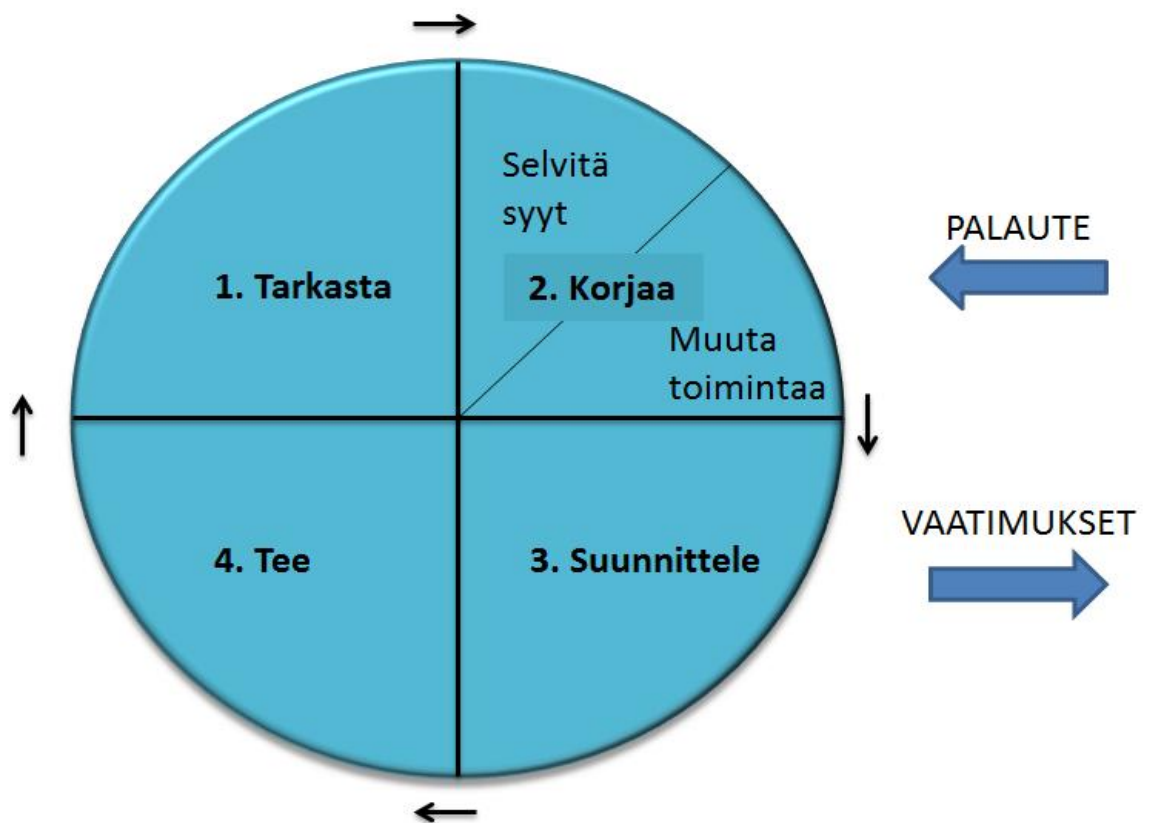 Selvitä
syyt
1. Tarkasta
2. Korjaa
Muuta
toimintaa
4. Tee
3. Suunnittele
PALAUTE
VAATIMUKSET